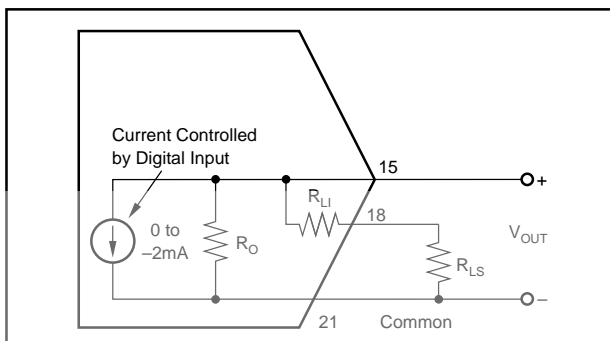 Current Controlled
by Digital Input
15
R_LI
18
0 to
–2mA
R_O
V_OUT
R_LS
21
Common
+
–